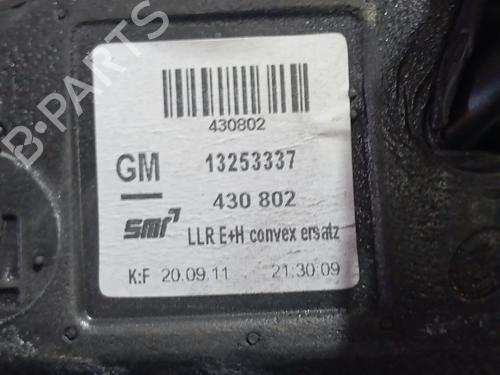 430802
GM 13253337
430 802
smr LLR E+H convex ersatz
K:F 20.09.11 21:30:09
B-PARTS